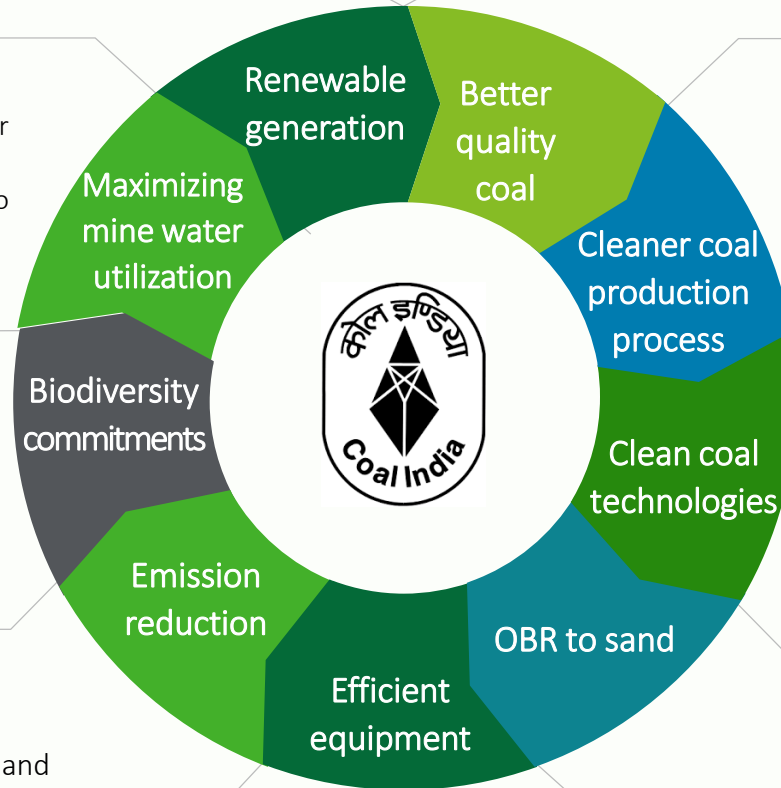 Renewable
generation
Better
quality
coal
Cleaner coal
production
process
Clean coal
technologies
OBR to sand
Efficient
equipment
Emission
reduction
Biodiversity
commitments
Maximizing
mine water
utilization
कोल इण्डिया
Coal India
and